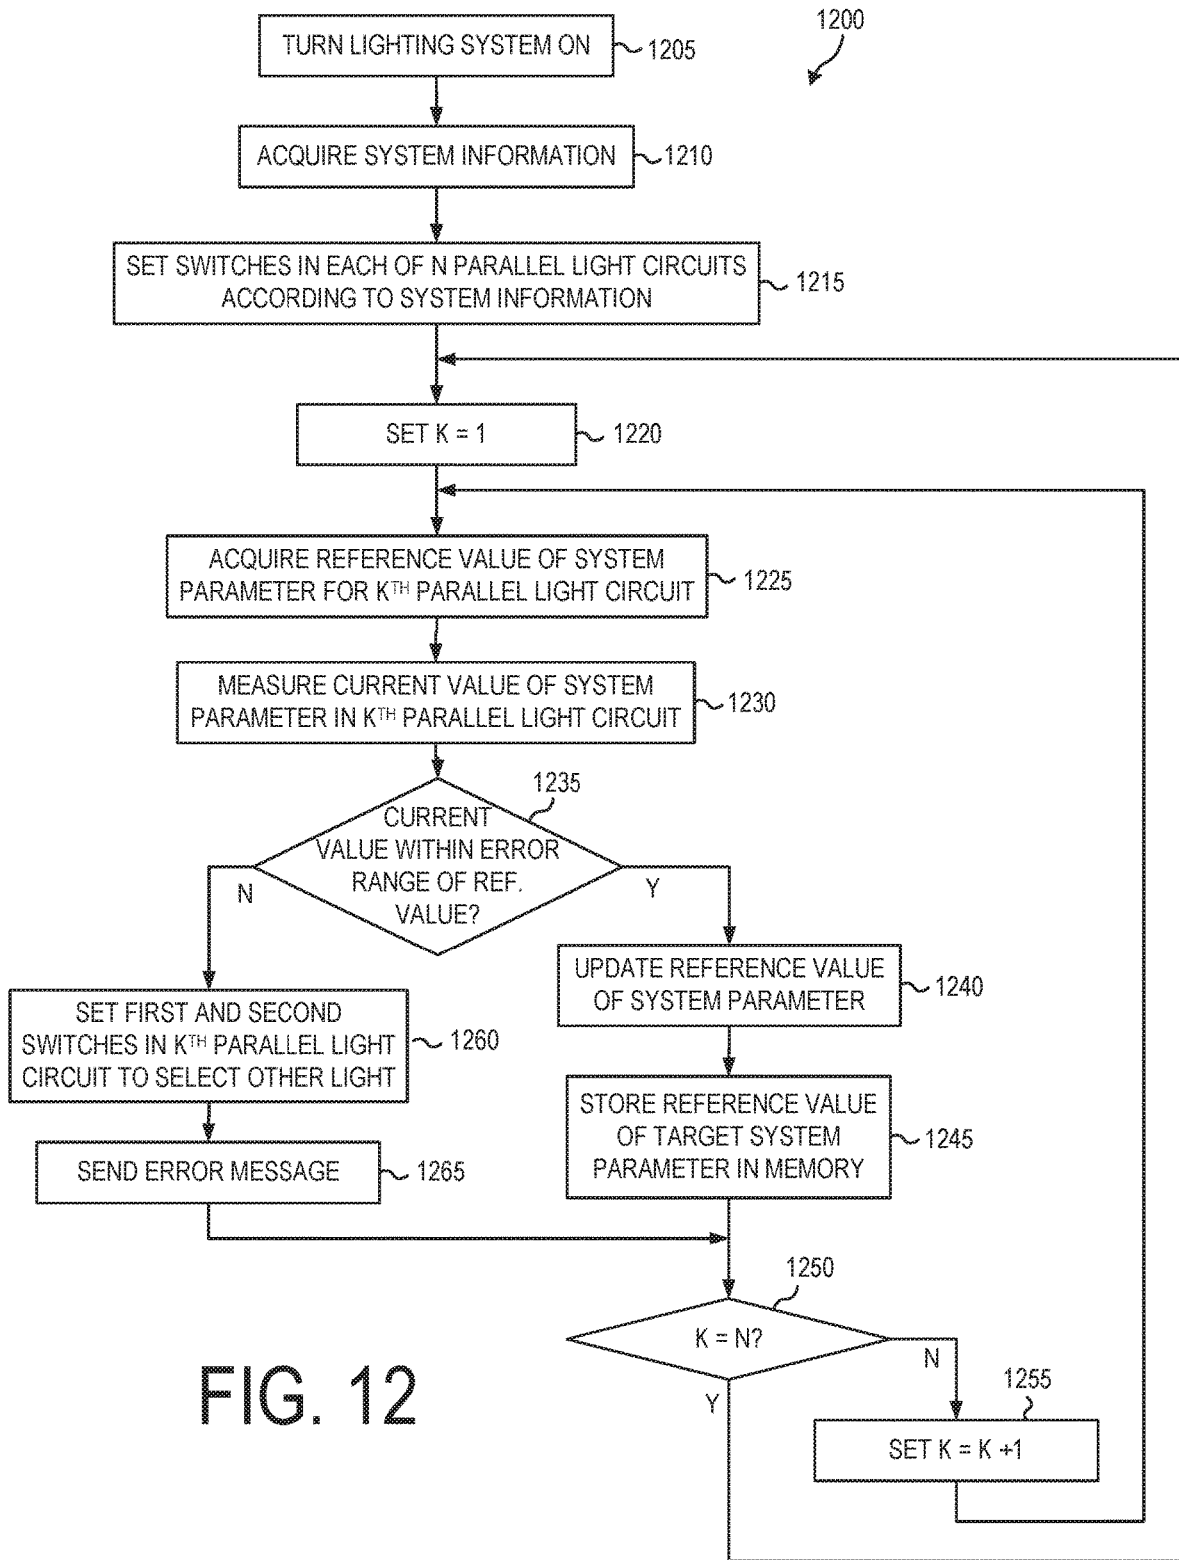 1200
TURN LIGHTING SYSTEM ON
1205
ACQUIRE SYSTEM INFORMATION
1210
SET SWITCHES IN EACH OF N PARALLEL LIGHT CIRCUITS
ACCORDING TO SYSTEM INFORMATION
1215
SET K = 1
1220
ACQUIRE REFERENCE VALUE OF SYSTEM
PARAMETER FOR KTH PARALLEL LIGHT CIRCUIT
1225
MEASURE CURRENT VALUE OF SYSTEM
PARAMETER IN KTH PARALLEL LIGHT CIRCUIT
1230
1235
CURRENT
VALUE WITHIN ERROR
RANGE OF REF.
VALUE?
N
Y
UPDATE REFERENCE VALUE
OF SYSTEM PARAMETER
1240
SET FIRST AND SECOND
SWITCHES IN KTH PARALLEL LIGHT
CIRCUIT TO SELECT OTHER LIGHT
1260
STORE REFERENCE VALUE
OF TARGET SYSTEM
PARAMETER IN MEMORY
1245
SEND ERROR MESSAGE
1265
1250
K = N?
N
Y
1255
SET K = K +1
FIG. 12